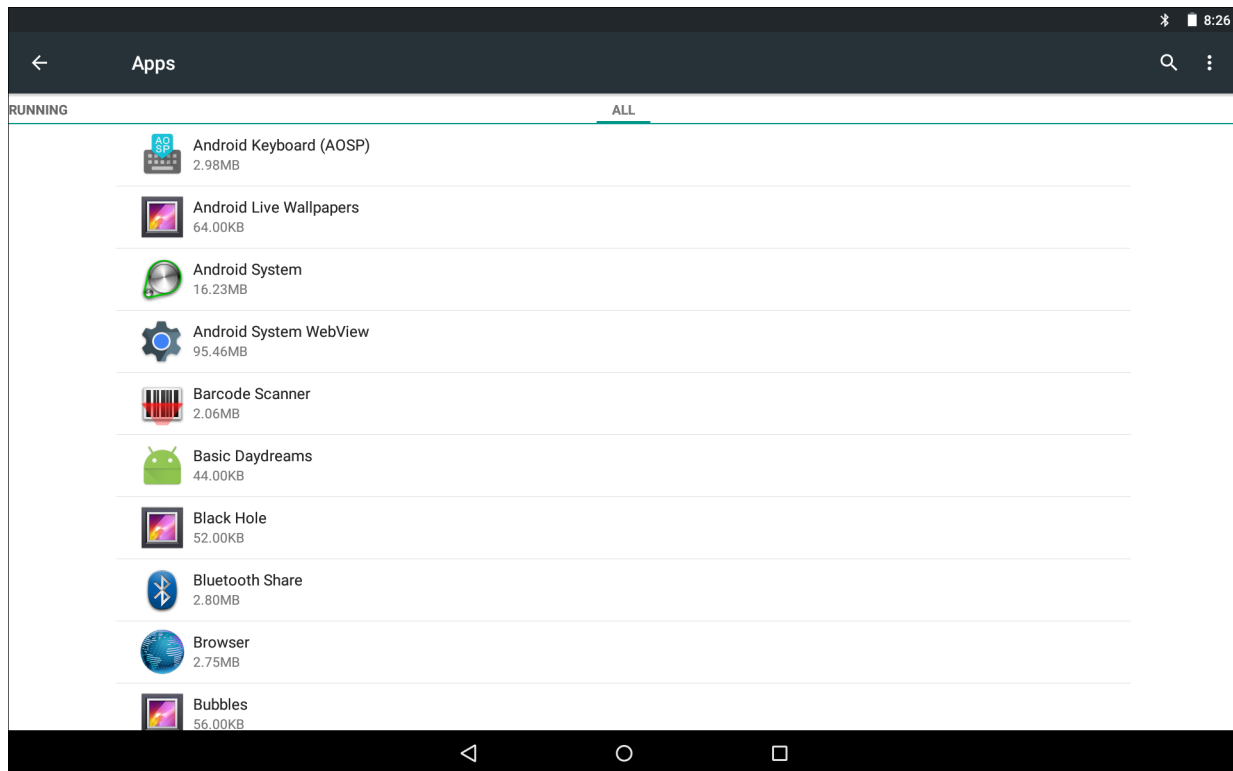 8:26
Apps
RUNNING
ALL
AO
SP
Android Keyboard (AOSP)
2.98MB
Android Live Wallpapers
64.00KB
Android System
16.23MB
Android System WebView
95.46MB
Barcode Scanner
2.06MB
Basic Daydreams
44.00KB
Black Hole
52.00KB
Bluetooth Share
2.80MB
Browser
2.75MB
Bubbles
56.00KB